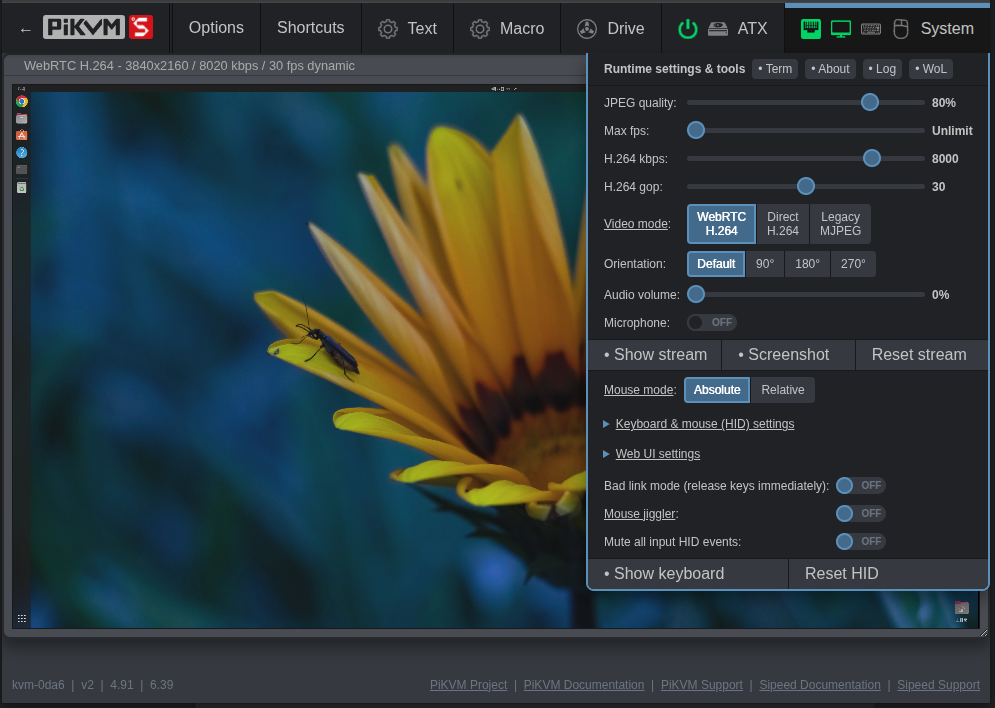 ← PiKVM S Options Shortcuts Text Macro Drive ATX System
WebRTC H.264 - 3840x2160 / 8020 kbps / 30 fps dynamic
Runtime settings & tools • Term • About • Log • WoL
JPEG quality: 80%
Max fps: Unlimit
H.264 kbps: 8000
H.264 gop: 30
Video mode: WebRTC H.264 Direct H.264 Legacy MJPEG
Orientation: Default 90° 180° 270°
Audio volume: 0%
Microphone: OFF
• Show stream • Screenshot Reset stream
Mouse mode: Absolute Relative
Keyboard & mouse (HID) settings
Web UI settings
Bad link mode (release keys immediately): OFF
Mouse jiggler: OFF
Mute all input HID events: OFF
• Show keyboard Reset HID
kvm-0da6 | v2 | 4.91 | 6.39 PiKVM Project | PiKVM Documentation | PiKVM Support | Sipeed Documentation | Sipeed Support